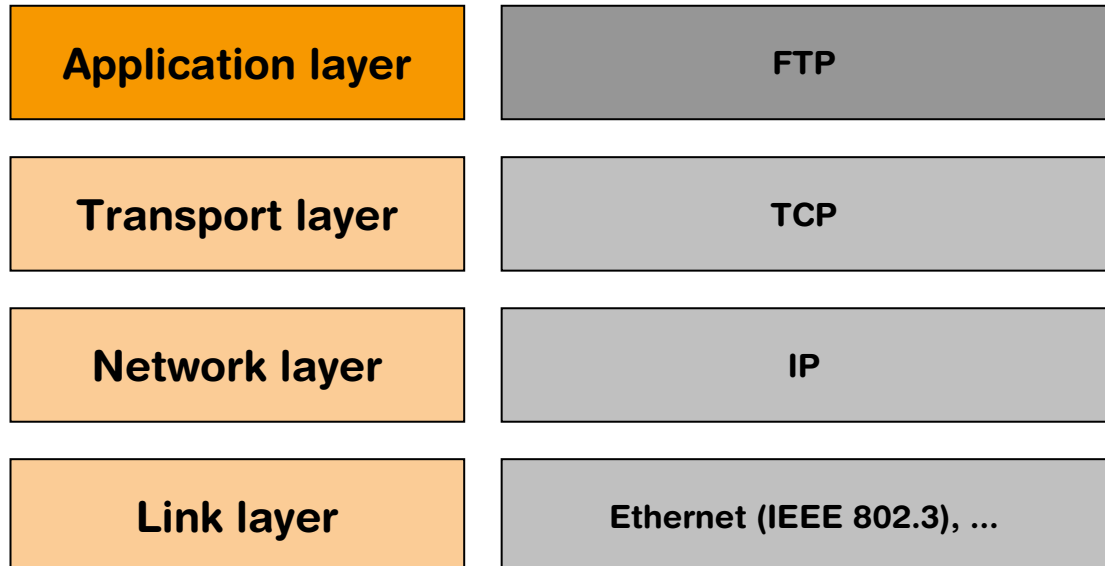 Application layer
FTP
Transport layer
TCP
Network layer
IP
Link layer
Ethernet (IEEE 802.3), ...